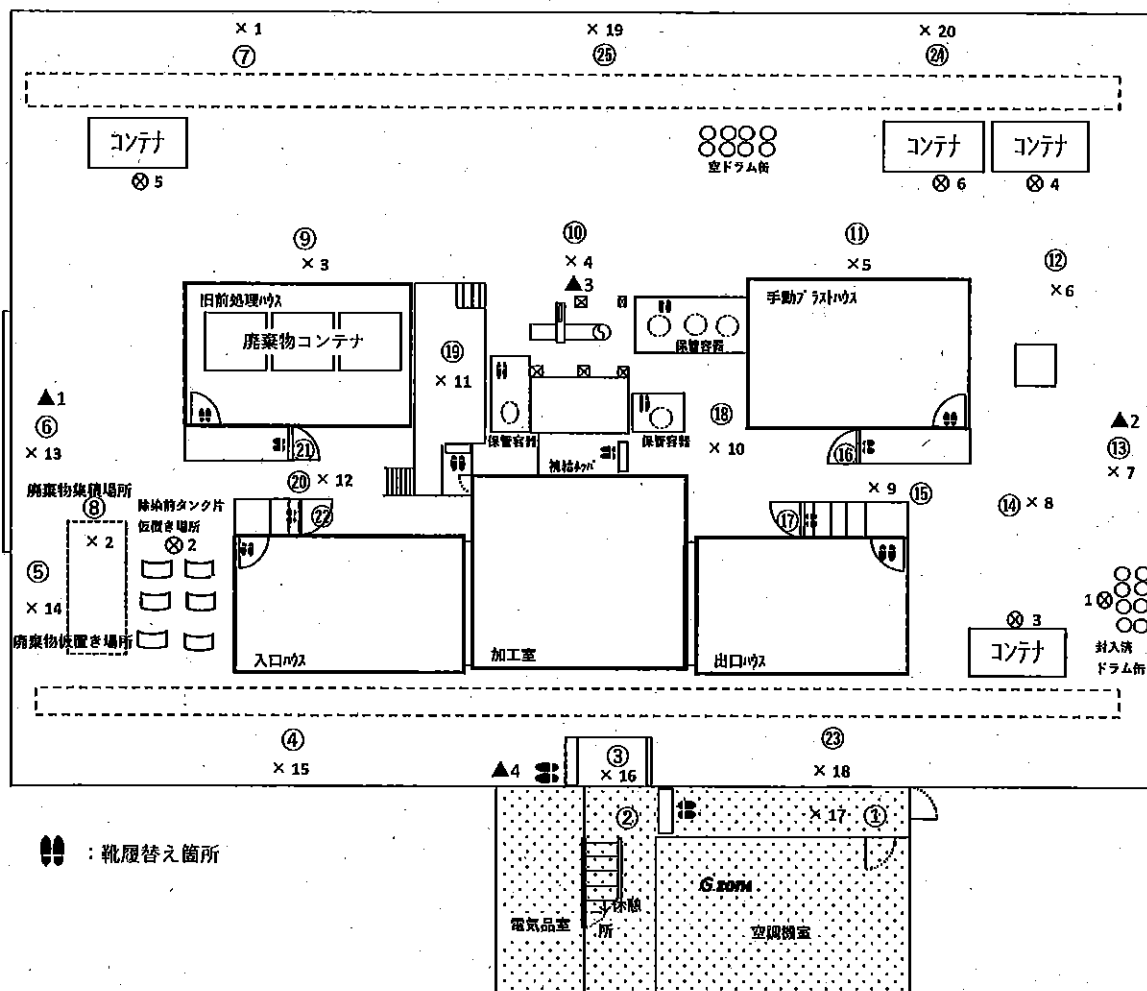 × 1
× 19
× 20
⑦
㉕
㉔
コンテナ
コンテナ
コンテナ
空ドラム缶
⊗ 5
⊗ 6
⊗ 4
⑨
× 3
⑩
× 4
▲3
⑪
× 5
⑫
× 6
旧前処理ハウス
廃棄物コンテナ
手動ブラストハウス
保管容器
⑲
× 11
▲1
⑥
× 13
⑱
× 10
▲2
⑬
× 7
保管容器
保管容器
㉑
⑯
⑳
× 12
× 9
⑮
⑭
× 8
廃棄物集積場所
⑧
× 2
除染前タンク片
仮置き場所
⊗ 2
㉒
⑰
⑤
× 14
廃棄物仮置き場所
入口ハウス
加工室
出口ハウス
⊗ 3
コンテナ
1 ⊗
封入済
ドラム缶
④
× 15
▲4
③
× 16
㉓
× 18
②
× 17
①
：靴履替え箇所
G zone
電気品室
休憩
所
空調機室